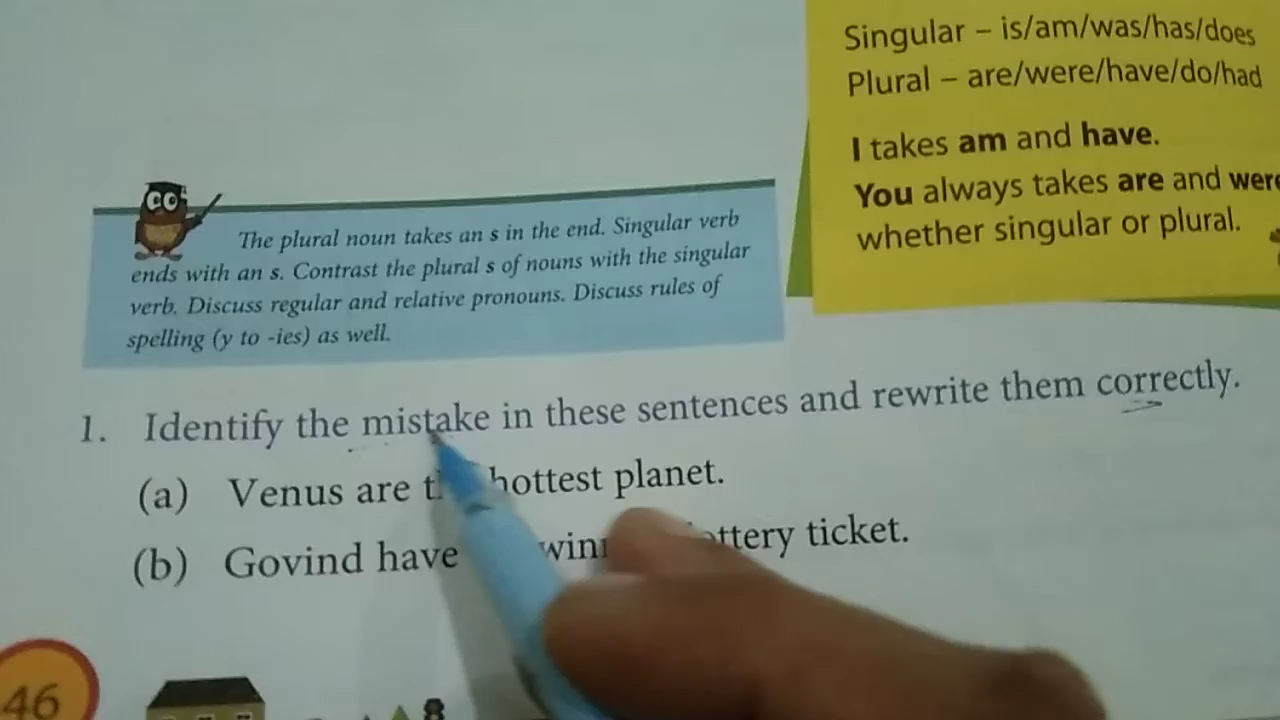 Singular – is/am/was/has/does
Plural – are/were/have/do/had
I takes am and have.
You always takes are and were
whether singular or plural.
The plural noun takes an s in the end. Singular verb
ends with an s. Contrast the plural s of nouns with the singular
verb. Discuss regular and relative pronouns. Discuss rules of
spelling (y to -ies) as well.
1. Identify the mistake in these sentences and rewrite them correctly.
(a) Venus are hottest planet.
(b) Govind have ticket.
46